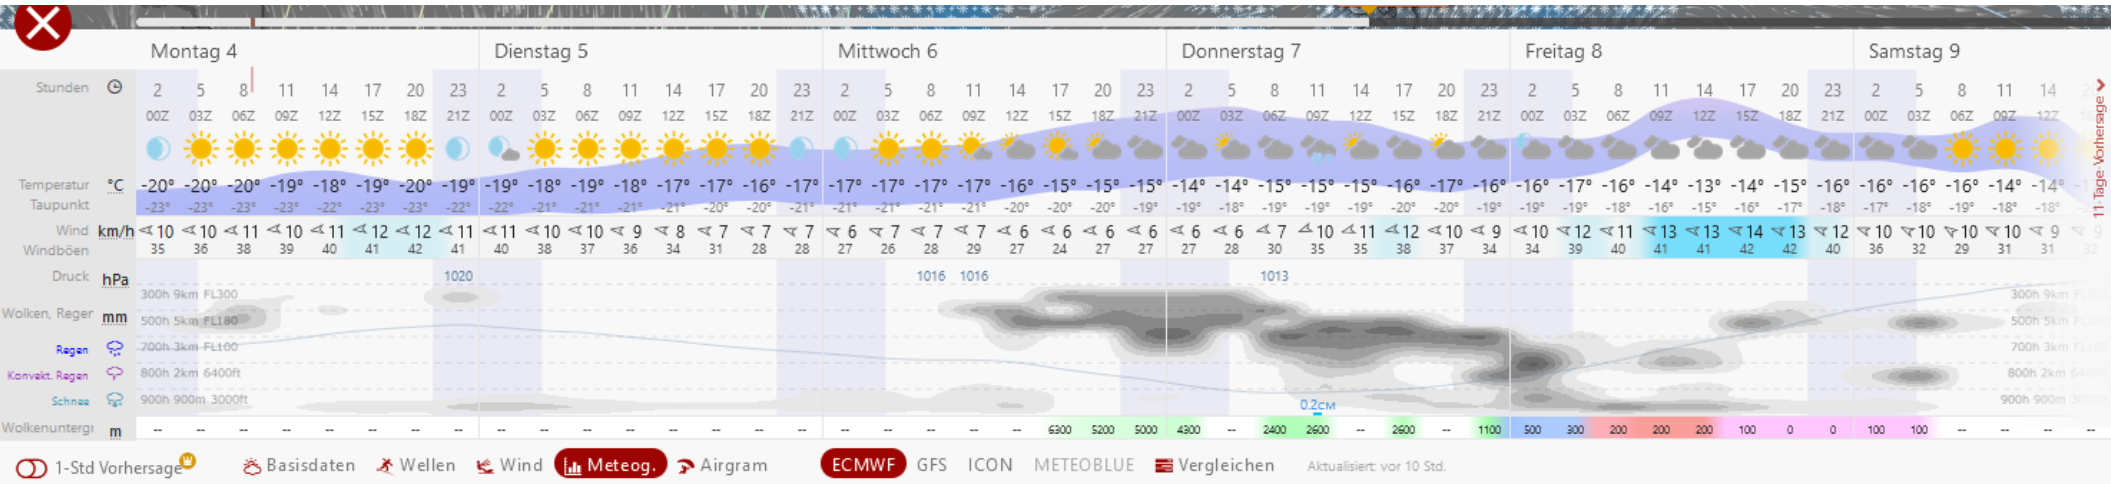 Montag 4 Dienstag 5 Mittwoch 6 Donnerstag 7 Freitag 8 Samstag 9
Stunden 2 5 8 11 14 17 20 23 2 5 8 11 14 17 20 23 2 5 8 11 14 17 20 23 2 5 8 11 14 17 20 23 2 5 8 11 14 17 20 23 2 5 8 11 14
00Z 03Z 06Z 09Z 12Z 15Z 18Z 21Z 00Z 03Z 06Z 09Z 12Z 15Z 18Z 21Z 00Z 03Z 06Z 09Z 12Z 15Z 18Z 21Z 00Z 03Z 06Z 09Z 12Z 15Z 18Z 21Z 00Z 03Z 06Z 09Z 12Z 15Z 18Z 21Z 00Z 03Z 06Z 09Z 12Z
Temperatur °C -20° -20° -20° -19° -18° -19° -20° -19° -19° -18° -19° -18° -17° -17° -16° -17° -17° -17° -17° -17° -16° -15° -15° -15° -14° -14° -15° -15° -15° -16° -17° -16° -16° -17° -16° -14° -13° -14° -15° -16° -16° -16° -16° -14° -14°
Taupunkt -23° -23° -23° -23° -22° -23° -23° -22° -22° -21° -21° -21° -21° -20° -20° -21° -21° -21° -21° -21° -20° -20° -20° -19° -19° -18° -19° -19° -19° -20° -20° -19° -19° -19° -18° -16° -15° -16° -17° -18° -17° -18° -19° -18° -18°
Wind km/h 10 10 11 10 11 12 12 11 11 10 10 9 8 7 7 7 6 7 7 7 6 6 6 6 6 6 7 10 11 12 10 9 10 12 11 13 13 14 13 12 10 10 10 10 9 9
Windböen 35 36 38 39 40 41 42 41 40 38 37 38 34 31 28 28 27 26 28 29 27 24 27 27 27 28 30 35 35 38 37 34 34 39 40 41 41 42 42 40 36 32 29 31 31 32
Druck hPa 1020 1016 1016 1013
300h 9km FL300 300h 9km
Wolken, Regen mm 500h 5km FL180 500h 5km
Regen 700h 3km FL100 700h 3km
Konvekt. Regen 800h 2km 6400ft 800h 2km
Schnee 900h 900m 3000ft 0.2CM 900h 900m
Wolkenuntergr m -- -- -- -- -- -- -- -- -- -- -- -- -- -- -- -- -- -- -- -- -- 6300 5200 5000 4300 -- 2400 2600 -- 2600 -- 1100 500 300 200 200 200 100 0 0 100 100 -- -- --
11-Tage-Vorhersage
1-Std Vorhersage Basisdaten Wellen Wind Meteog. Airgram ECMWF GFS ICON METEOBLUE Vergleichen Aktualisiert: vor 10 Std.